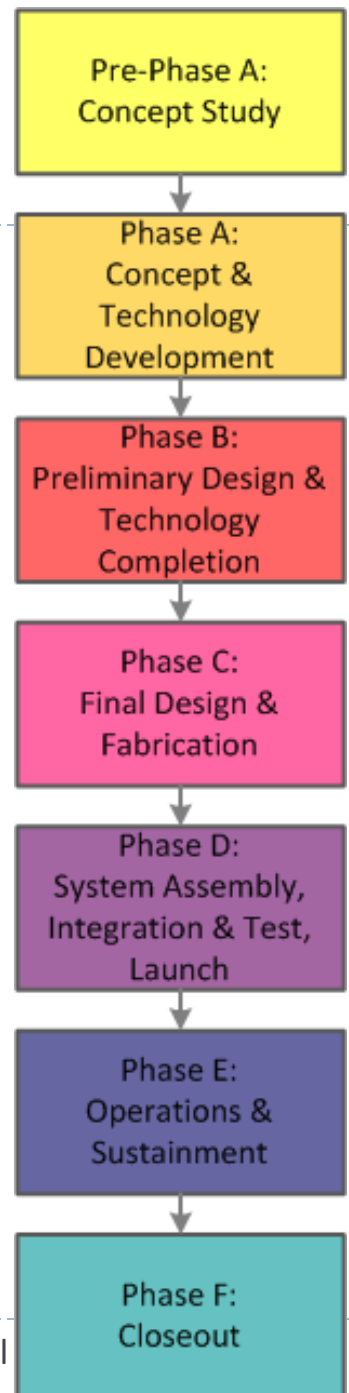 Pre-Phase A:
Concept Study
Phase A:
Concept &
Technology
Development
Phase B:
Preliminary Design &
Technology
Completion
Phase C:
Final Design &
Fabrication
Phase D:
System Assembly,
Integration & Test,
Launch
Phase E:
Operations &
Sustainment
Phase F:
Closeout